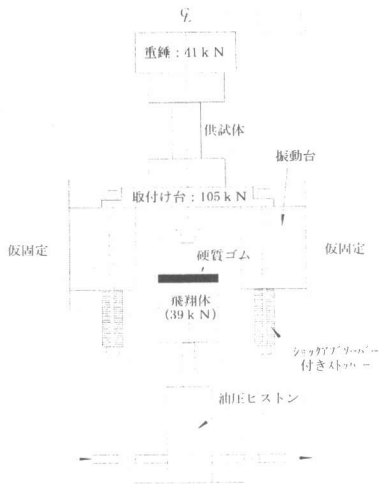 ℄
重錘：41kN
供試体
振動台
取付け台：105kN
仮固定
仮固定
硬質ゴム
飛翔体
(39kN)
ショックアブソーバー
付きストッパー
油圧ピストン